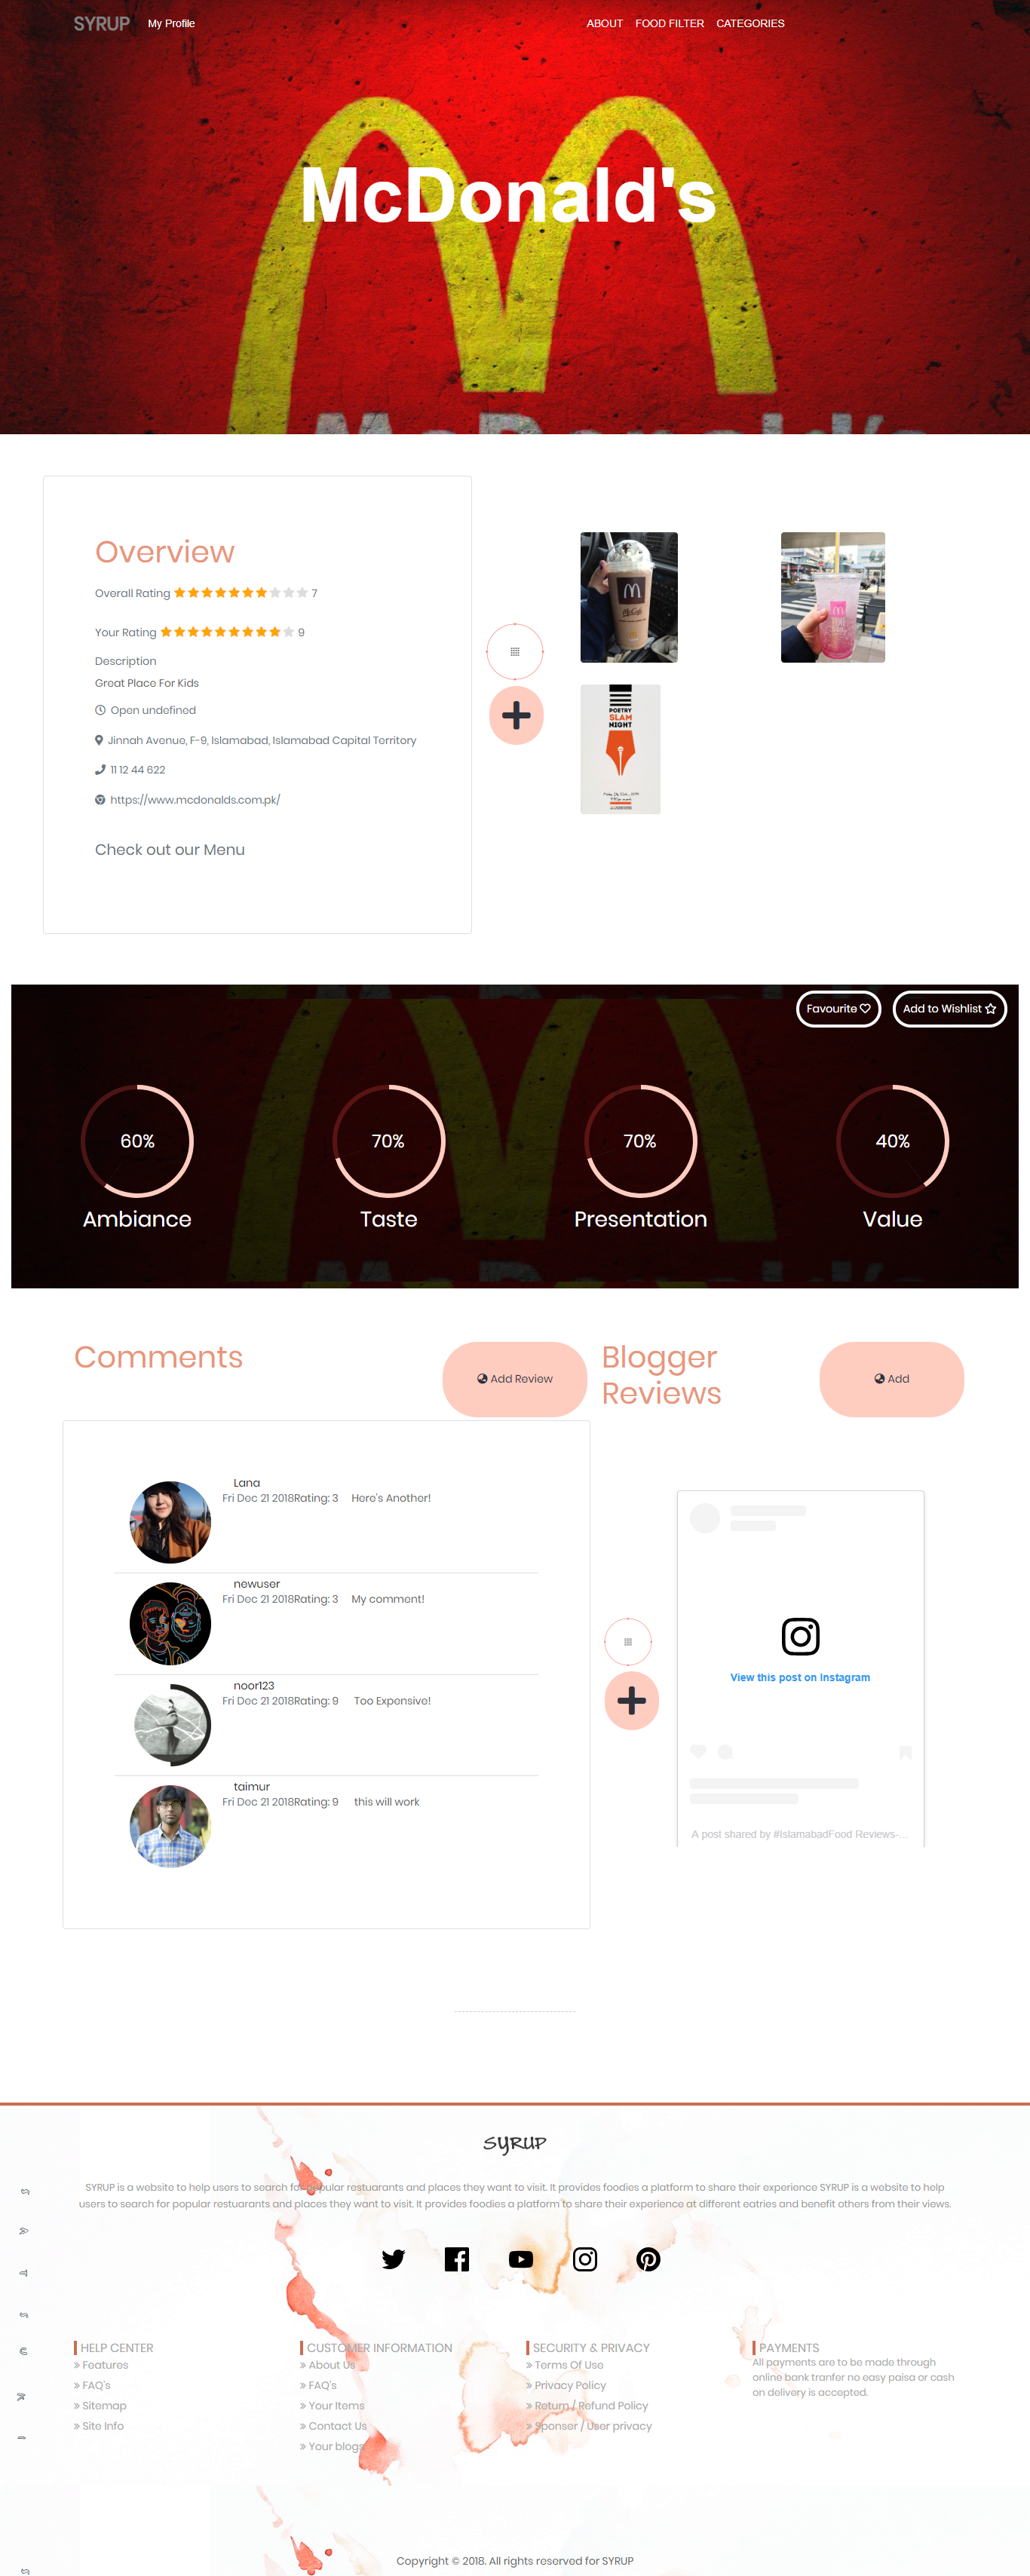 SYRUP My Profile ABOUT FOOD FILTER CATEGORIES
McDonald's
McDonald's
Overview
Overall Rating 7
Your Rating 9
Description
Great Place For Kids
Open undefined
Jinnah Avenue, F-9, Islamabad, Islamabad Capital Territory
11 12 44 622
https://www.mcdonalds.com.pk/
Check out our Menu
McCafé
POETRY
SLAM
NIGHT
Favourite Add to Wishlist
60% 70% 70% 40%
Ambiance Taste Presentation Value
Comments
Add Review
Blogger
Reviews
Add
Lana
Fri Dec 21 2018Rating: 3 Here's Another!
newuser
Fri Dec 21 2018Rating: 3 My comment!
noor123
Fri Dec 21 2018Rating: 9 Too Expensive!
taimur
Fri Dec 21 2018Rating: 9 this will work
View this post on Instagram
A post shared by #IslamabadFood Reviews-...
SYRUP
SYRUP is a website to help users to search for popular restuarants and places they want to visit. It provides foodies a platform to share their experience SYRUP is a website to help
users to search for popular restuarants and places they want to visit. It provides foodies a platform to share their experience at different eatries and benefit others from their views.
HELP CENTER
» Features
» FAQ's
» Sitemap
» Site Info
CUSTOMER INFORMATION
» About Us
» FAQ's
» Your Items
» Contact Us
» Your blogs
SECURITY & PRIVACY
» Terms Of Use
» Privacy Policy
» Return / Refund Policy
» Sponser / User privacy
PAYMENTS
All payments are to be made through
online bank tranfer no easy paisa or cash
on delivery is accepted.
Copyright © 2018. All rights reserved for SYRUP